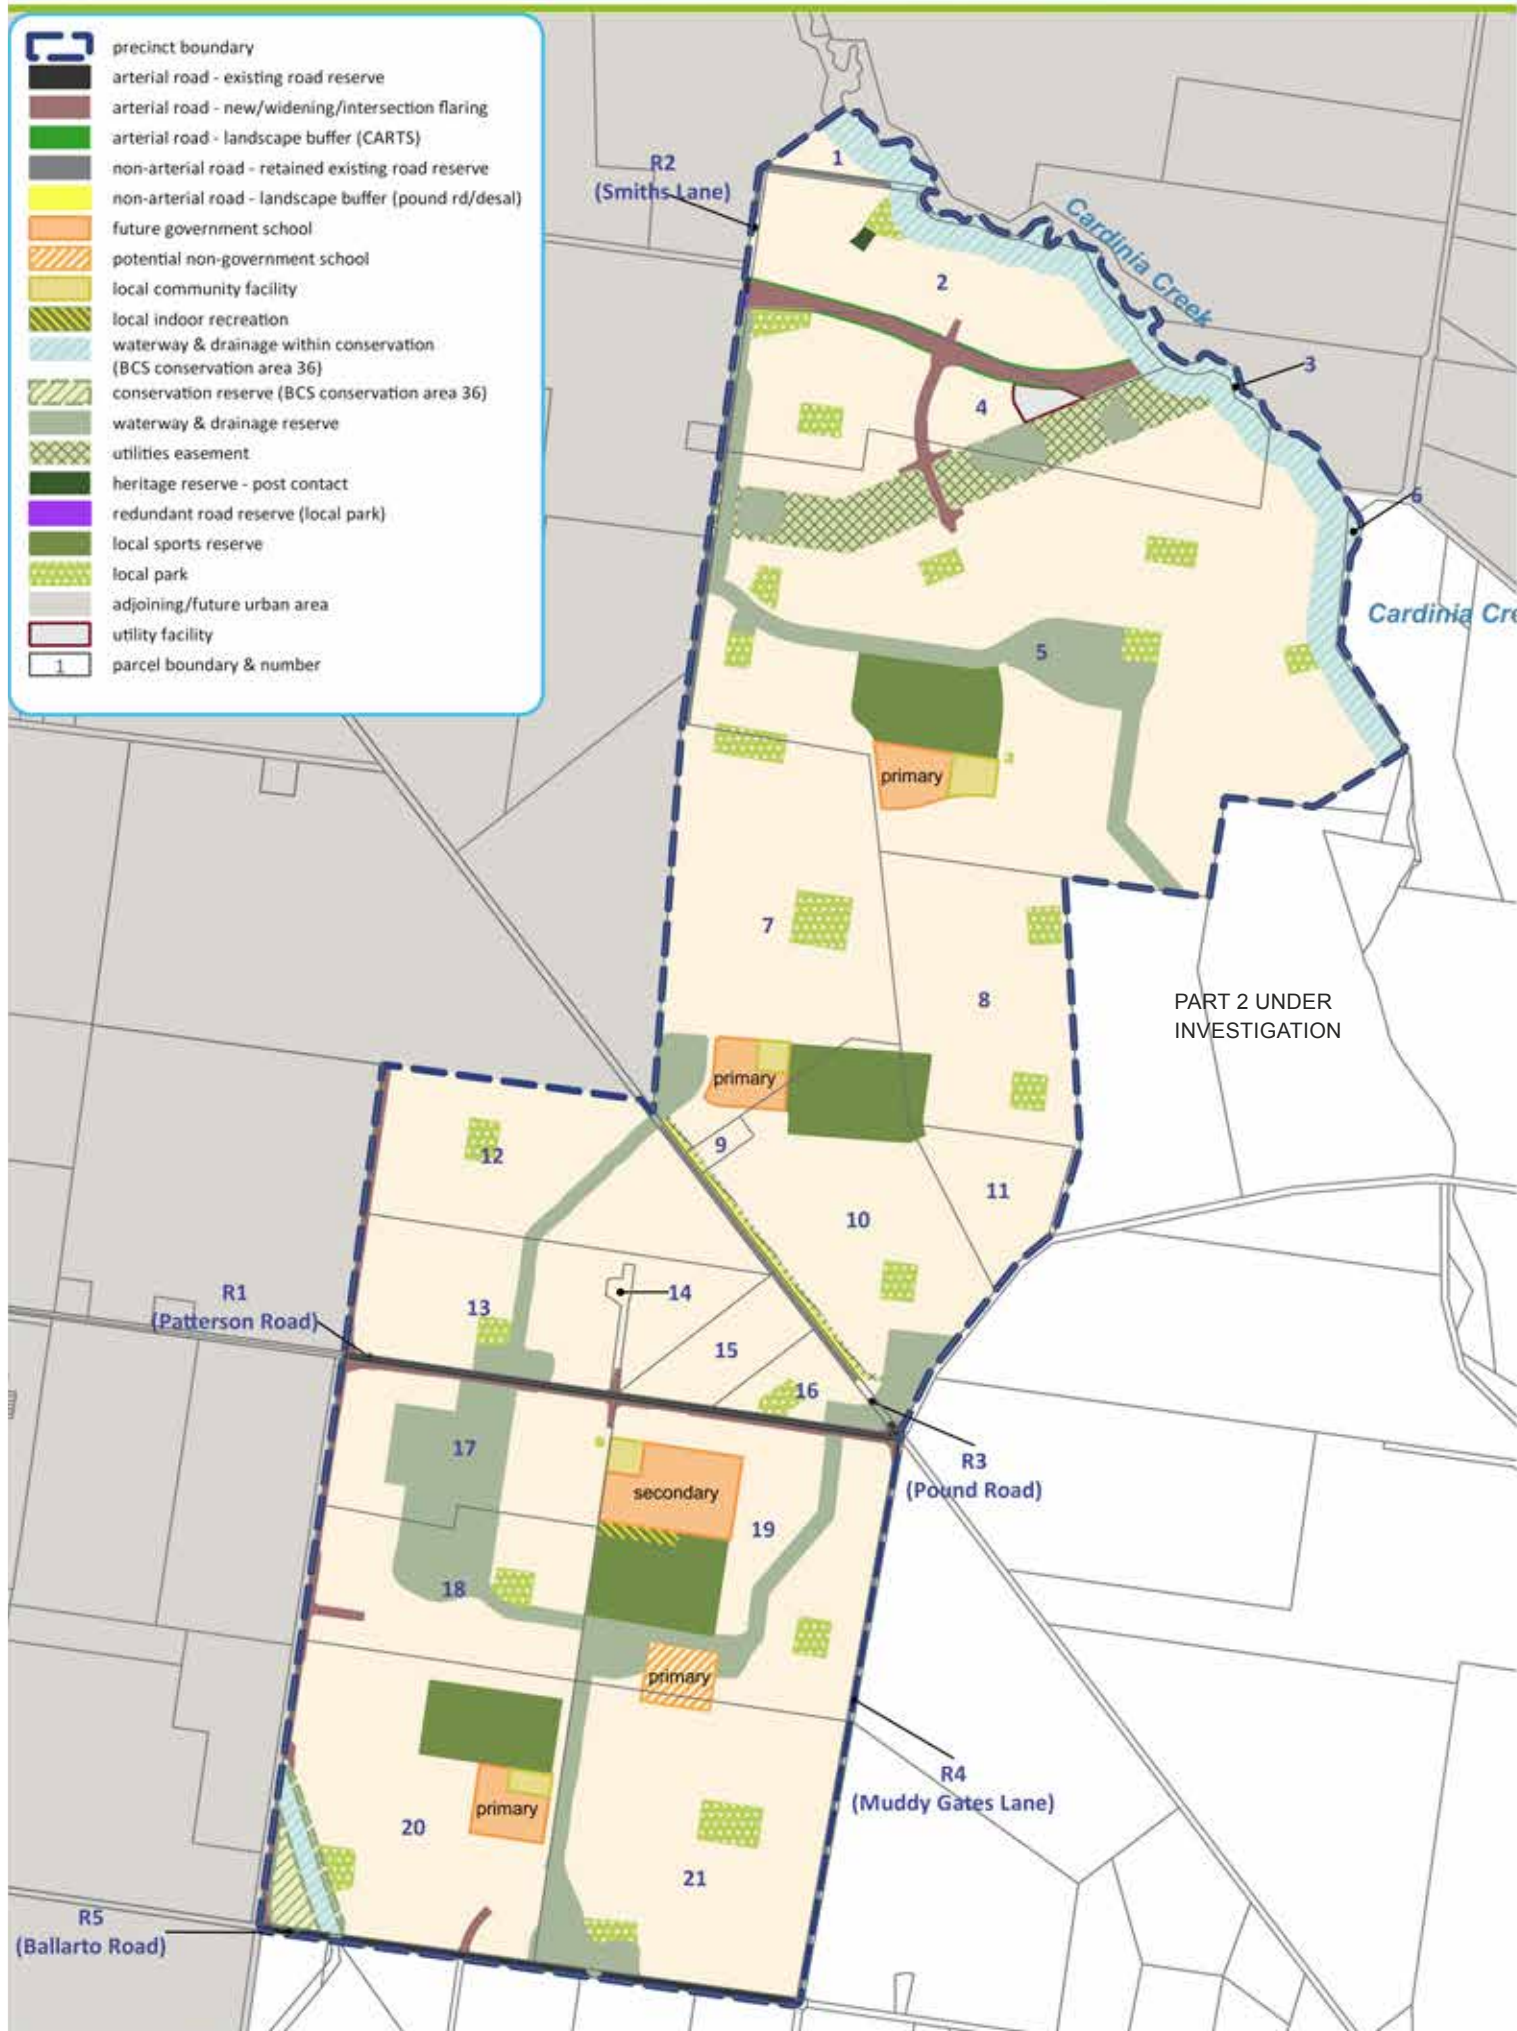 precinct boundary
arterial road - existing road reserve
arterial road - new/widening/intersection flaring
arterial road - landscape buffer (CARTS)
non-arterial road - retained existing road reserve
non-arterial road - landscape buffer (pound rd/desal)
future government school
potential non-government school
local community facility
local indoor recreation
waterway & drainage within conservation
(BCS conservation area 36)
conservation reserve (BCS conservation area 36)
waterway & drainage reserve
utilities easement
heritage reserve - post contact
redundant road reserve (local park)
local sports reserve
local park
adjoining/future urban area
utility facility
1
parcel boundary & number
1
R2
(Smiths Lane)
Cardinia Creek
2
3
4
6
Cardinia Cre
5
primary
7
8
PART 2 UNDER
INVESTIGATION
primary
9
12
11
10
R1
(Patterson Road)
14
13
15
16
17
R3
(Pound Road)
secondary
19
18
primary
R4
(Muddy Gates Lane)
primary
20
21
R5
(Ballarto Road)